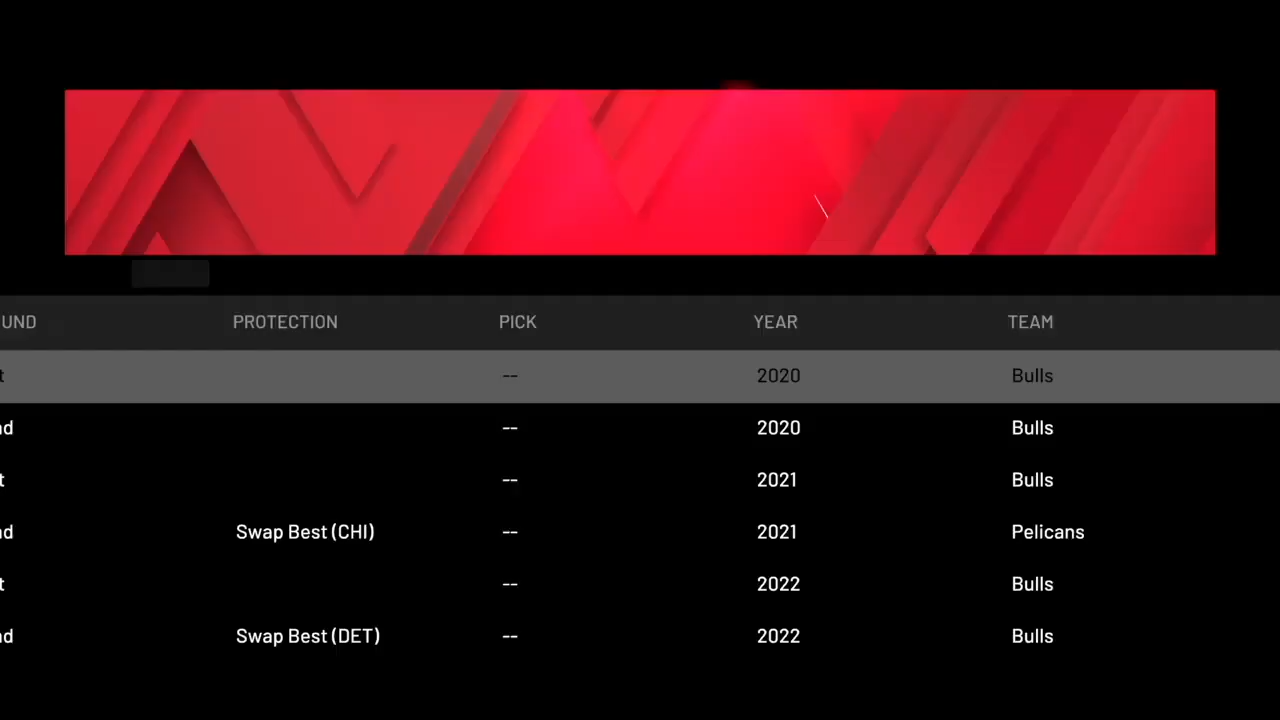 UND PROTECTION PICK YEAR TEAM
t -- 2020 Bulls
nd -- 2020 Bulls
t -- 2021 Bulls
nd Swap Best (CHI) -- 2021 Pelicans
t -- 2022 Bulls
nd Swap Best (DET) -- 2022 Bulls